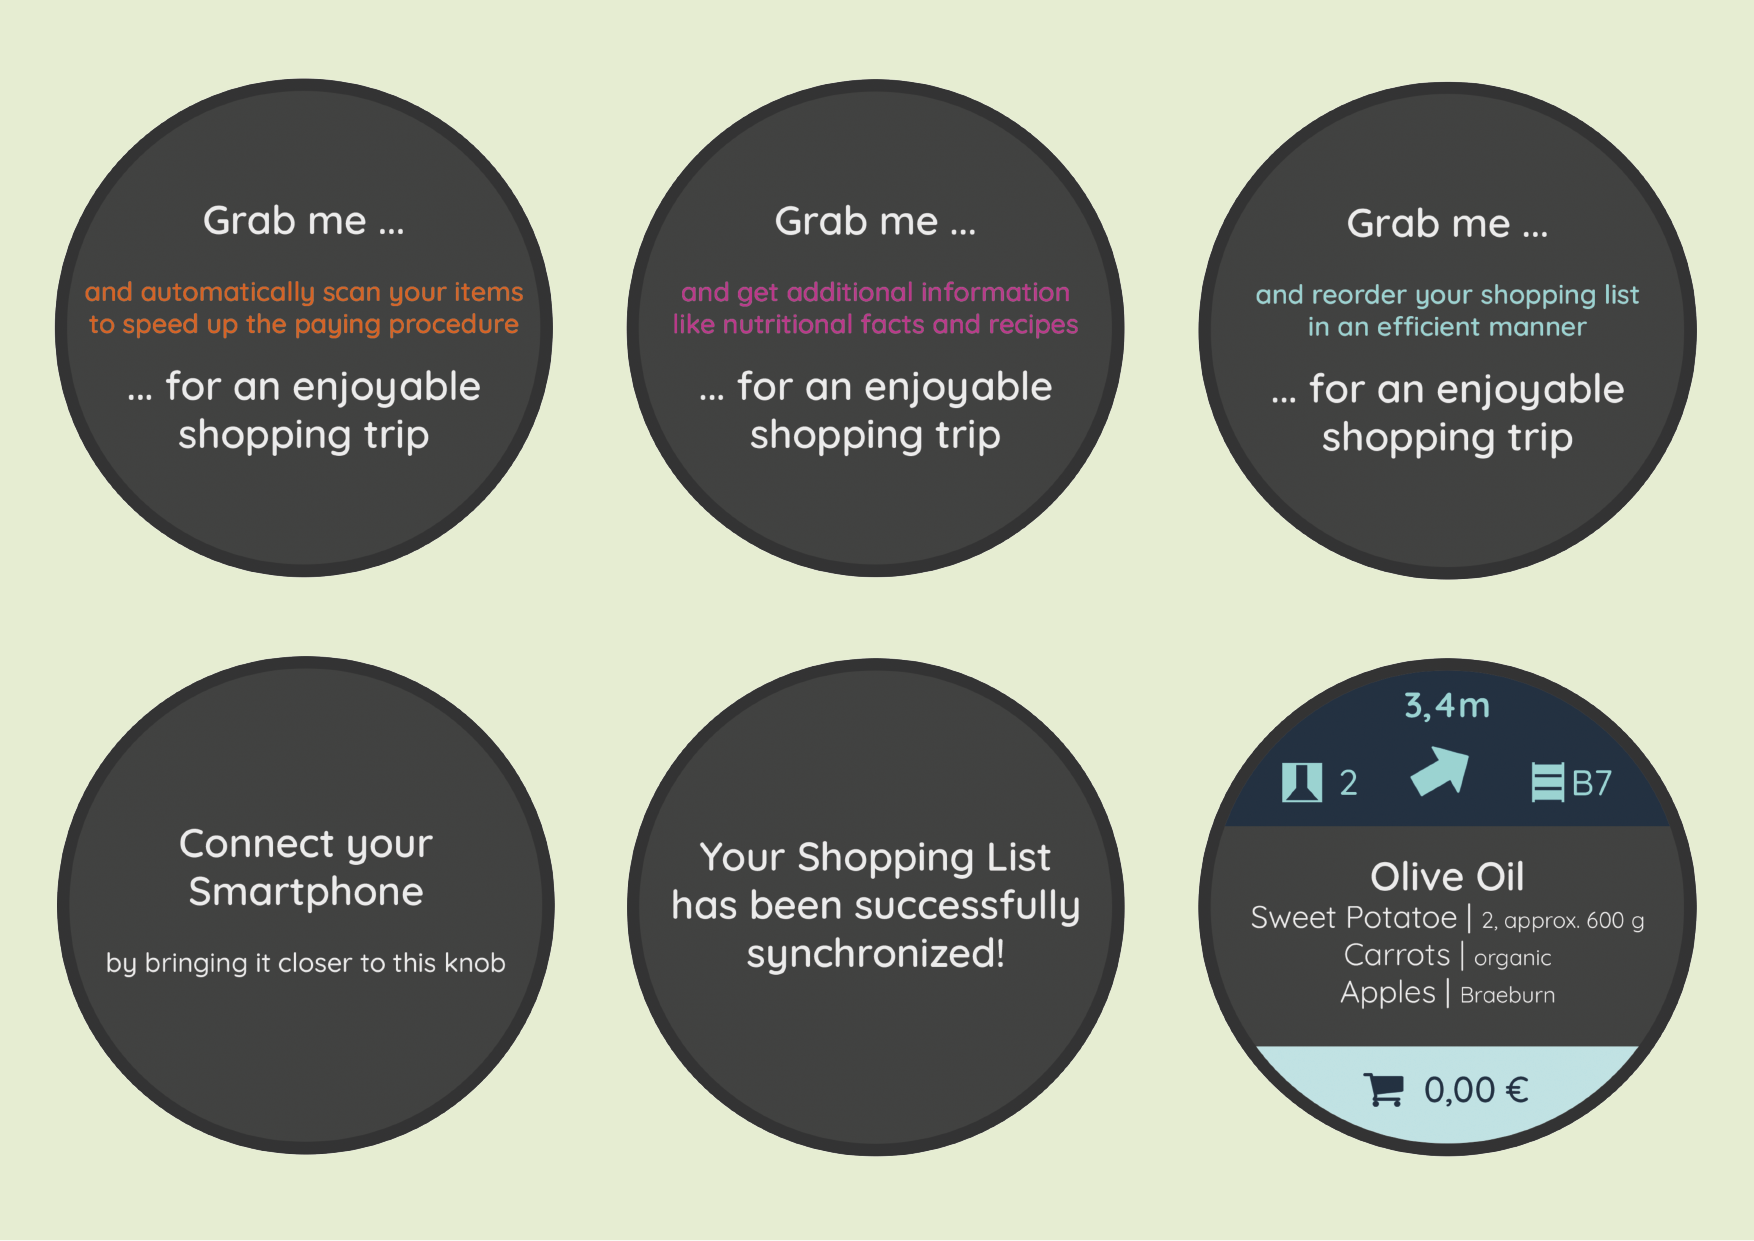 Grab me ...
and automatically scan your items
to speed up the paying procedure
... for an enjoyable
shopping trip
Grab me ...
and get additional information
like nutritional facts and recipes
... for an enjoyable
shopping trip
Grab me ...
and reorder your shopping list
in an efficient manner
... for an enjoyable
shopping trip
Connect your
Smartphone
by bringing it closer to this knob
Your Shopping List
has been successfully
synchronized!
3,4m
2 B7
Olive Oil
Sweet Potatoe | 2, approx. 600 g
Carrots | organic
Apples | Braeburn
0,00 €